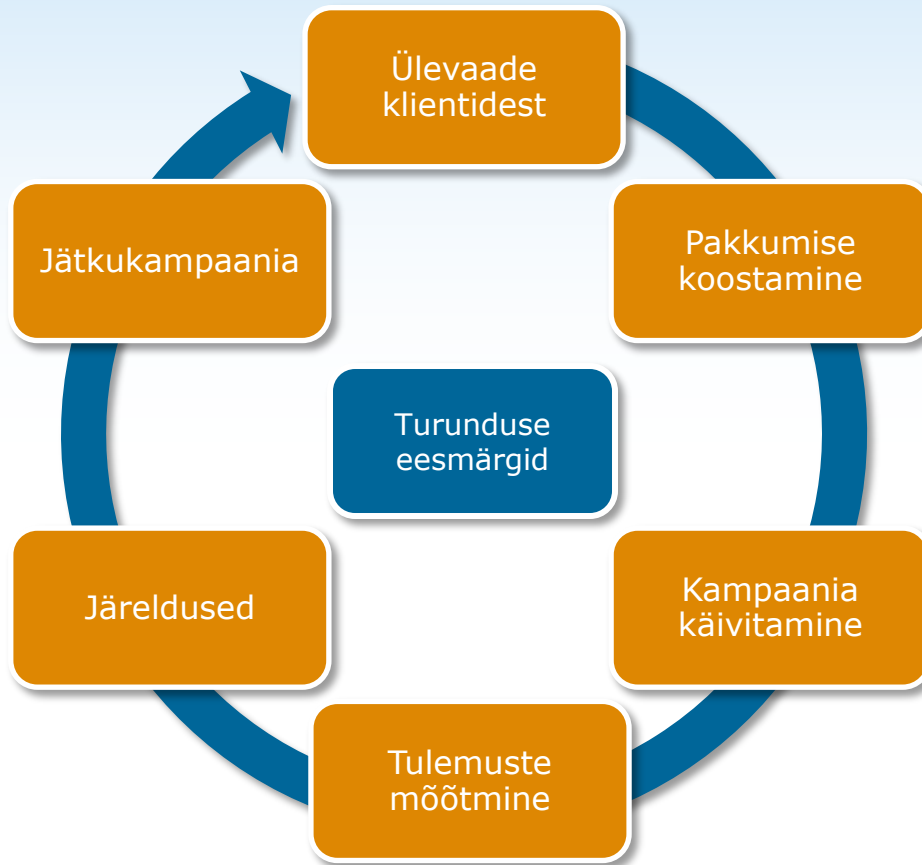 Ülevaade
klientidest
Pakkumise
koostamine
Kampaania
käivitamine
Tulemuste
mõõtmine
Järeldused
Jätkukampaania
Turunduse
eesmärgid